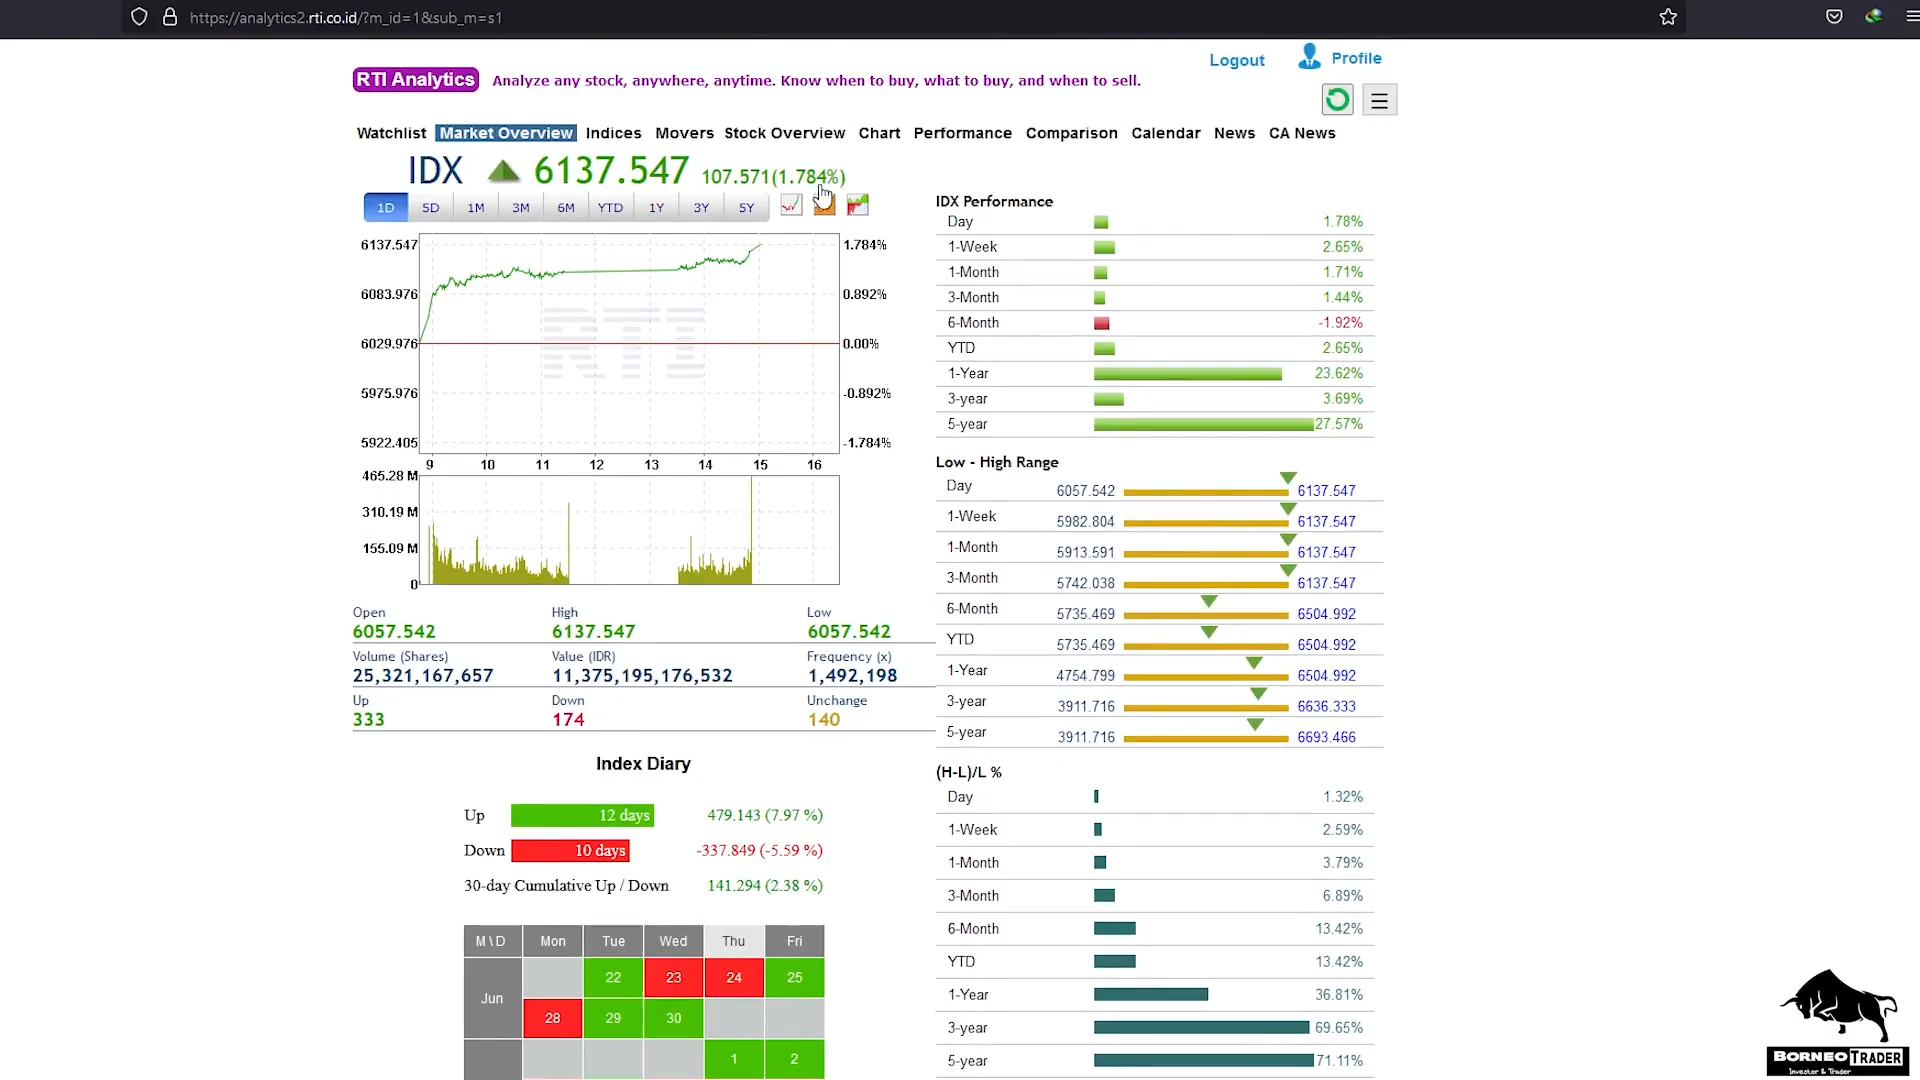 https://analytics2.rti.co.id/?m_id=1&sub_m=s1
Logout Profile
RTI Analytics Analyze any stock, anywhere, anytime. Know when to buy, what to buy, and when to sell.
Watchlist Market Overview Indices Movers Stock Overview Chart Performance Comparison Calendar News CA News
IDX 6137.547 107.571(1.784%)
1D 5D 1M 3M 6M YTD 1Y 3Y 5Y
6137.547 1.784%
6083.976 0.892%
6029.976 0.00%
5975.976 -0.892%
5922.405 -1.784%
RTI
9 10 11 12 13 14 15 16
465.28 M
310.19 M
155.09 M
0
Open High Low
6057.542 6137.547 6057.542
Volume (Shares) Value (IDR) Frequency (x)
25,321,167,657 11,375,195,176,532 1,492,198
Up Down Unchange
333 174 140
Index Diary
Up 12 days 479.143 (7.97 %)
Down 10 days -337.849 (-5.59 %)
30-day Cumulative Up / Down 141.294 (2.38 %)
M \ D Mon Tue Wed Thu Fri
Jun 22 23 24 25
28 29 30
1 2
IDX Performance
Day 1.78%
1-Week 2.65%
1-Month 1.71%
3-Month 1.44%
6-Month -1.92%
YTD 2.65%
1-Year 23.62%
3-year 3.69%
5-year 27.57%
Low - High Range
Day 6057.542 6137.547
1-Week 5982.804 6137.547
1-Month 5913.591 6137.547
3-Month 5742.038 6137.547
6-Month 5735.469 6504.992
YTD 5735.469 6504.992
1-Year 4754.799 6504.992
3-year 3911.716 6636.333
5-year 3911.716 6693.466
(H-L)/L %
Day 1.32%
1-Week 2.59%
1-Month 3.79%
3-Month 6.89%
6-Month 13.42%
YTD 13.42%
1-Year 36.81%
3-year 69.65%
5-year 71.11%
BORNEO TRADER
Investor & Trader